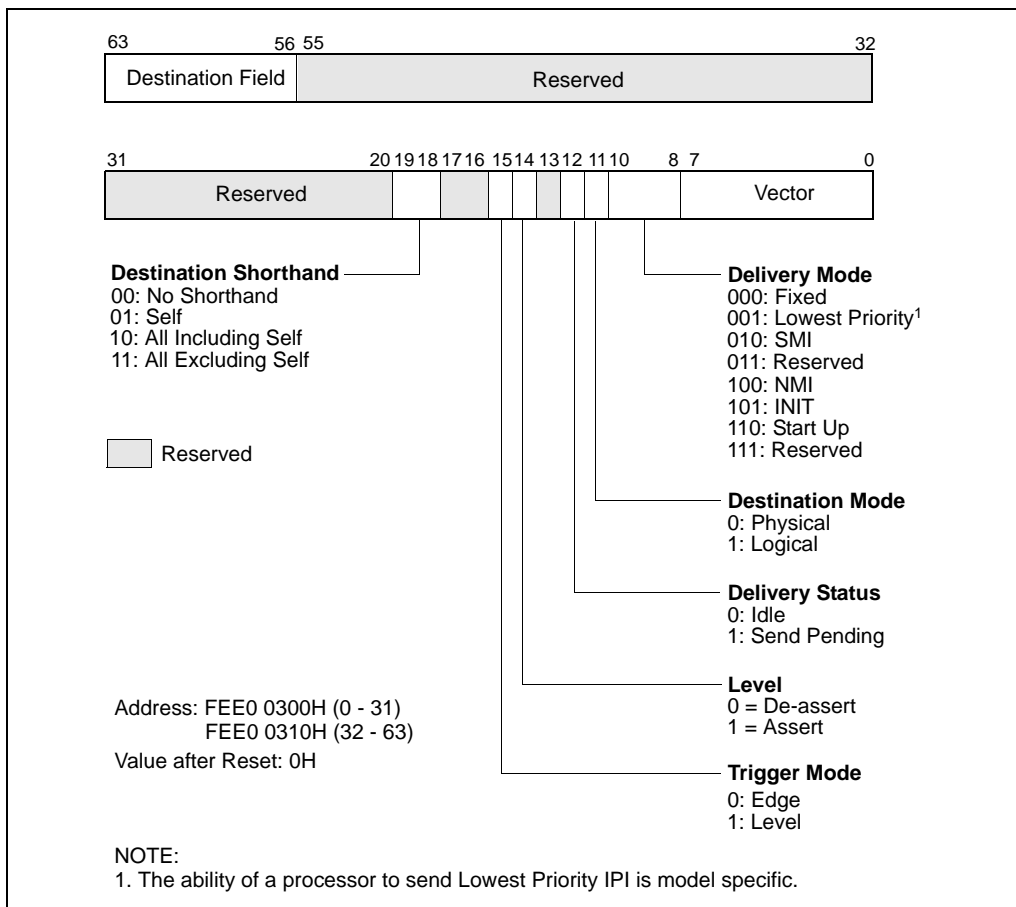 63 56 55 32
Destination Field Reserved
31 20 19 18 17 16 15 14 13 12 11 10 8 7 0
Reserved Vector
Destination Shorthand
00: No Shorthand
01: Self
10: All Including Self
11: All Excluding Self
Reserved
Delivery Mode
000: Fixed
001: Lowest Priority¹
010: SMI
011: Reserved
100: NMI
101: INIT
110: Start Up
111: Reserved
Destination Mode
0: Physical
1: Logical
Delivery Status
0: Idle
1: Send Pending
Level
0 = De-assert
1 = Assert
Trigger Mode
0: Edge
1: Level
Address: FEE0 0300H (0 - 31)
FEE0 0310H (32 - 63)
Value after Reset: 0H
NOTE:
1. The ability of a processor to send Lowest Priority IPI is model specific.